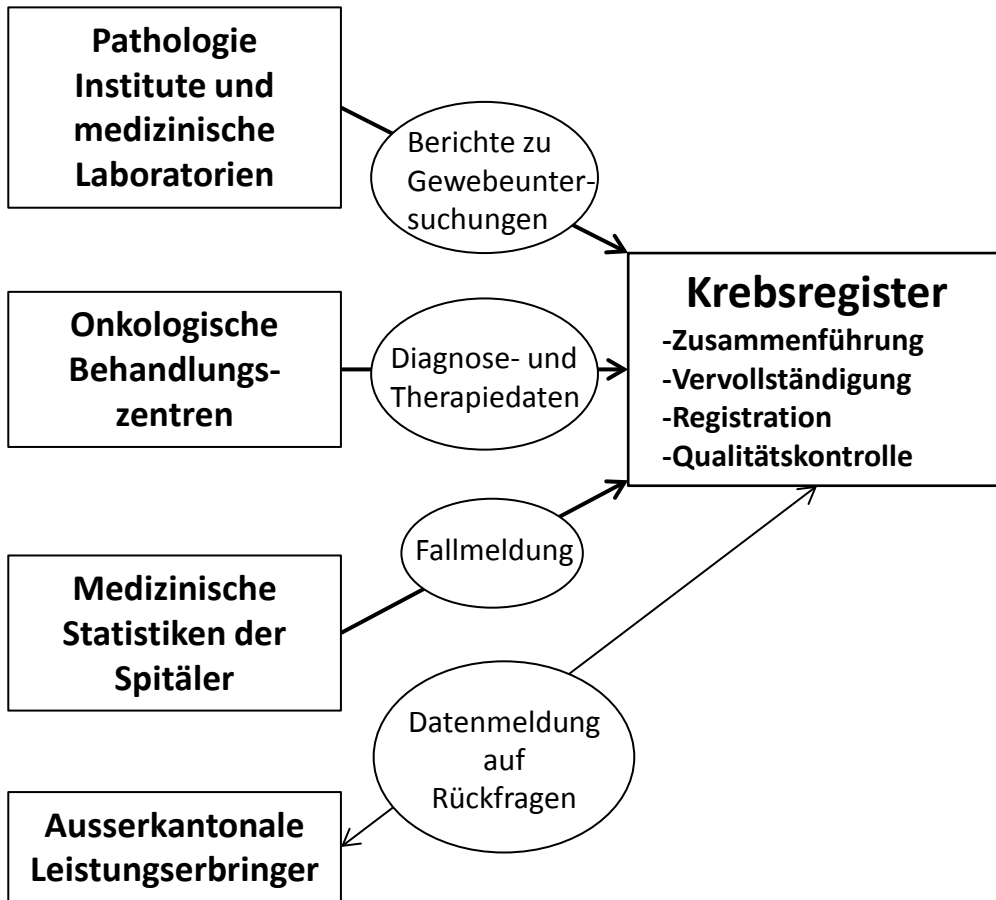 Pathologie
Institute und
medizinische
Laboratorien
Berichte zu
Gewebeunter-
suchungen
Onkologische
Behandlungs-
zentren
Diagnose- und
Therapiedaten
Krebsregister
-Zusammenführung
-Vervollständigung
-Registration
-Qualitätskontrolle
Medizinische
Statistiken der
Spitäler
Fallmeldung
Ausserkantonale
Leistungserbringer
Datenmeldung
auf
Rückfragen